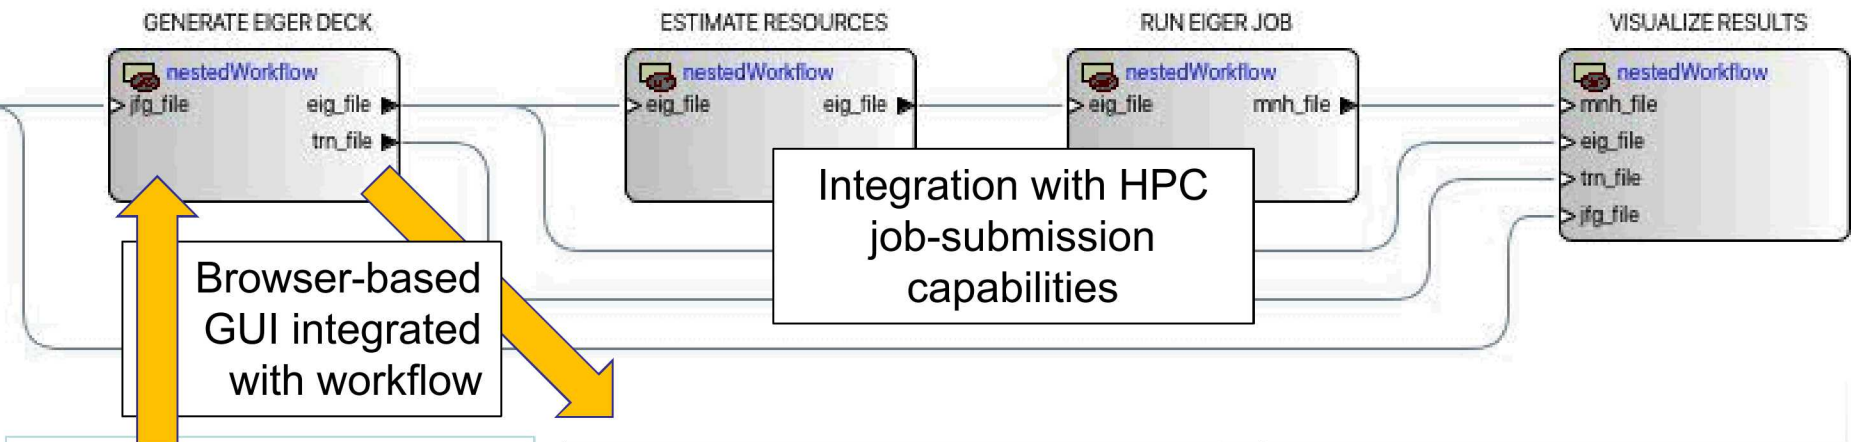 GENERATE EIGER DECK
ESTIMATE RESOURCES
RUN EIGER JOB
VISUALIZE RESULTS
nestedWorkflow
jfg_file
eig_file
trn_file
nestedWorkflow
eig_file
eig_file
nestedWorkflow
eig_file
mnh_file
nestedWorkflow
mnh_file
eig_file
trn_file
jfg_file
Browser-based
GUI integrated
with workflow
Integration with HPC
job-submission
capabilities